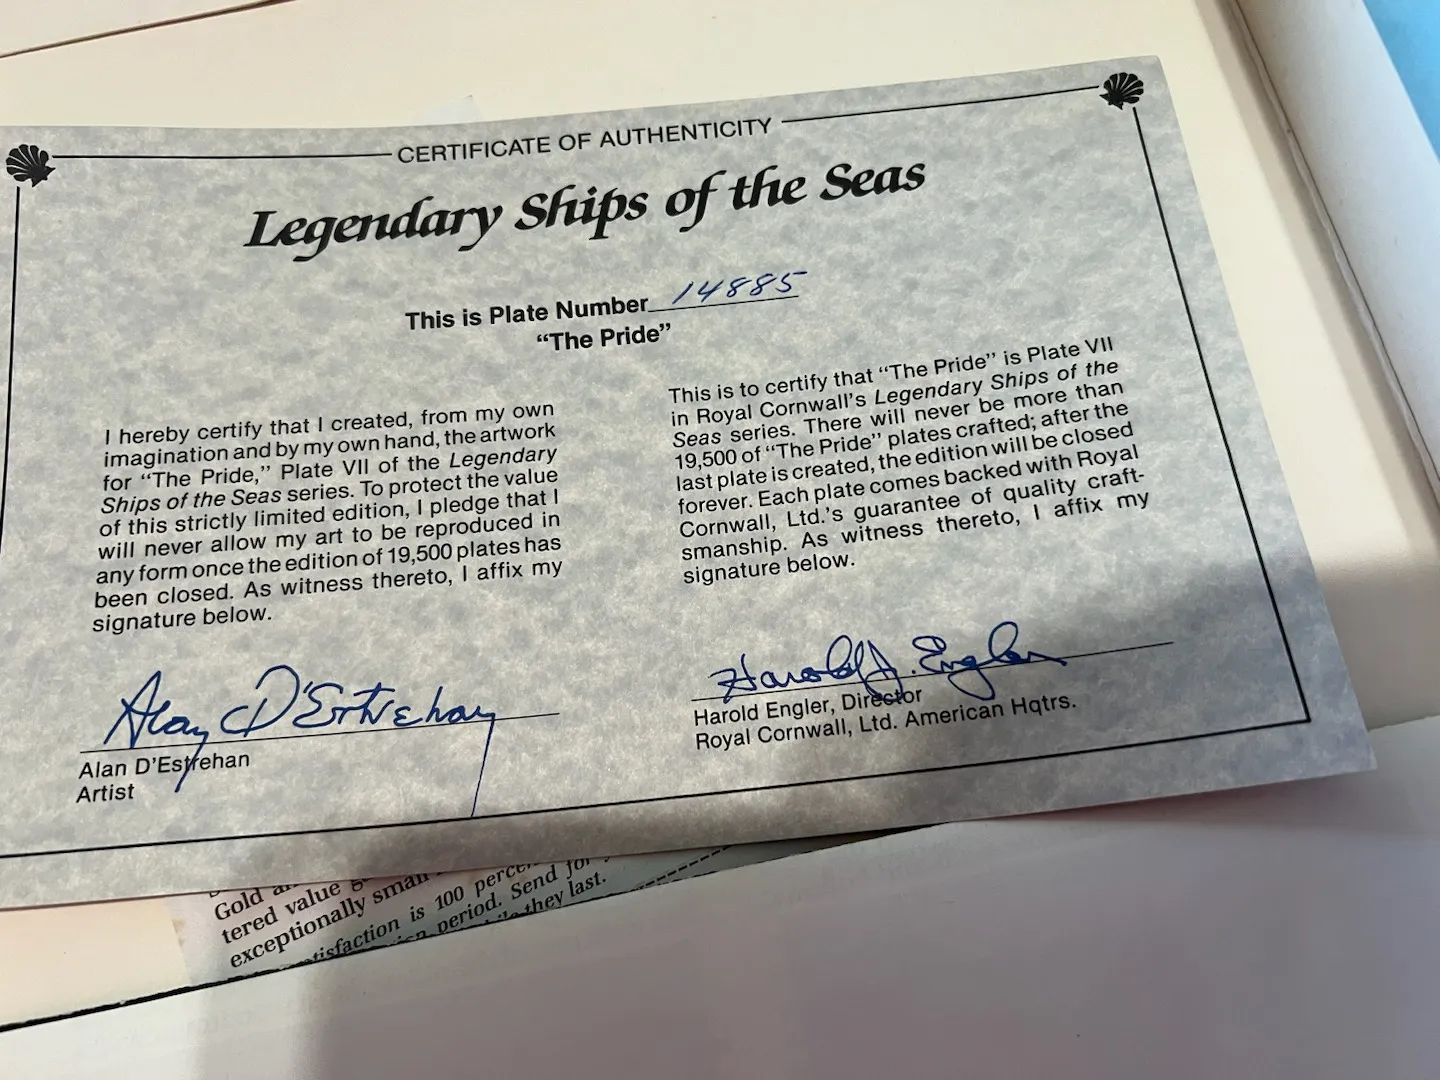 CERTIFICATE OF AUTHENTICITY
Legendary Ships of the Seas
This is Plate Number 14885
“The Pride”
I hereby certify that I created, from my own
imagination and by my own hand, the artwork
for “The Pride,” Plate VII of the Legendary
Ships of the Seas series. To protect the value
of this strictly limited edition, I pledge that I
will never allow my art to be reproduced in
any form once the edition of 19,500 plates has
been closed. As witness thereto, I affix my
signature below.
Alan D'Estrehan
Alan D’Estrehan
Artist
This is to certify that “The Pride” is Plate VII
in Royal Cornwall’s Legendary Ships of the
Seas series. There will never be more than
19,500 of “The Pride” plates crafted; after the
last plate is created, the edition will be closed
forever. Each plate comes backed with Royal
Cornwall, Ltd.’s guarantee of quality craft-
smanship. As witness thereto, I affix my
signature below.
Harold J. Engler
Harold Engler, Director
Royal Cornwall, Ltd. American Hqtrs.
Gold
tered value
exceptionally small
is 100
period. Send for
they last.